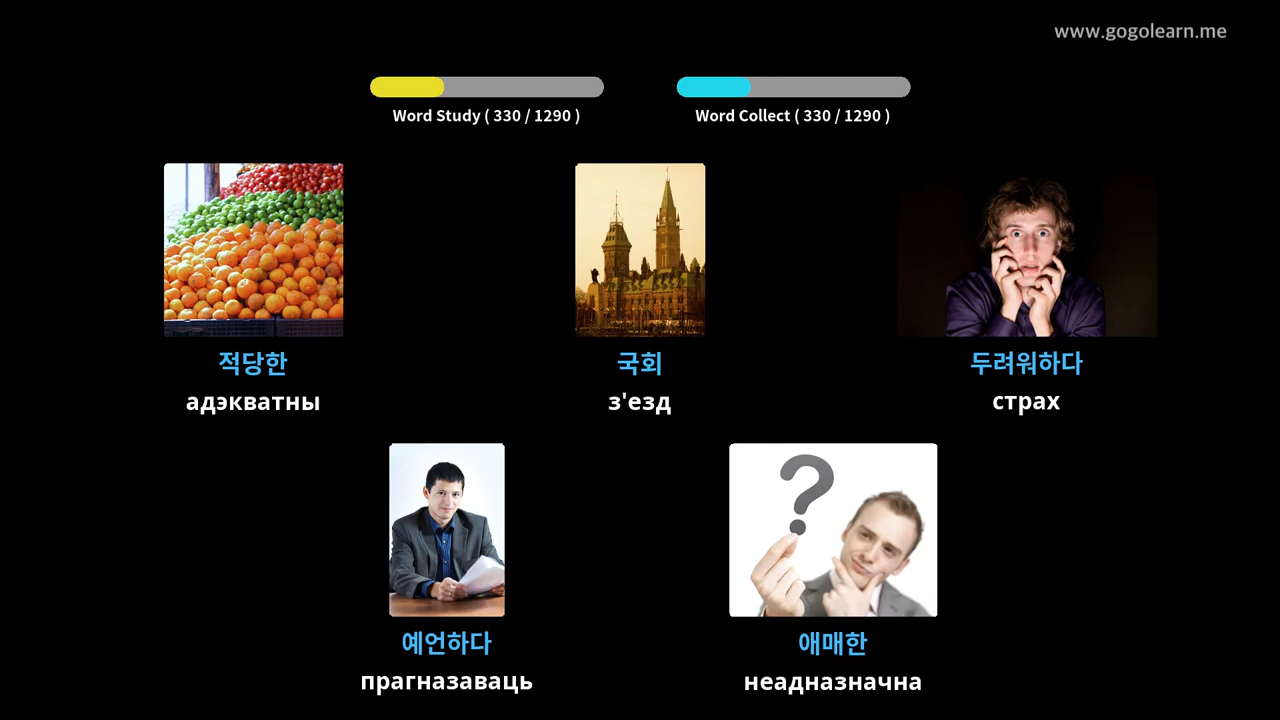 www.gogolearn.me
Word Study ( 330 / 1290 )
Word Collect ( 330 / 1290 )
적당한
адэкватны
국회
з'езд
두려워하다
страх
예언하다
прагназаваць
애매한
неадназначна